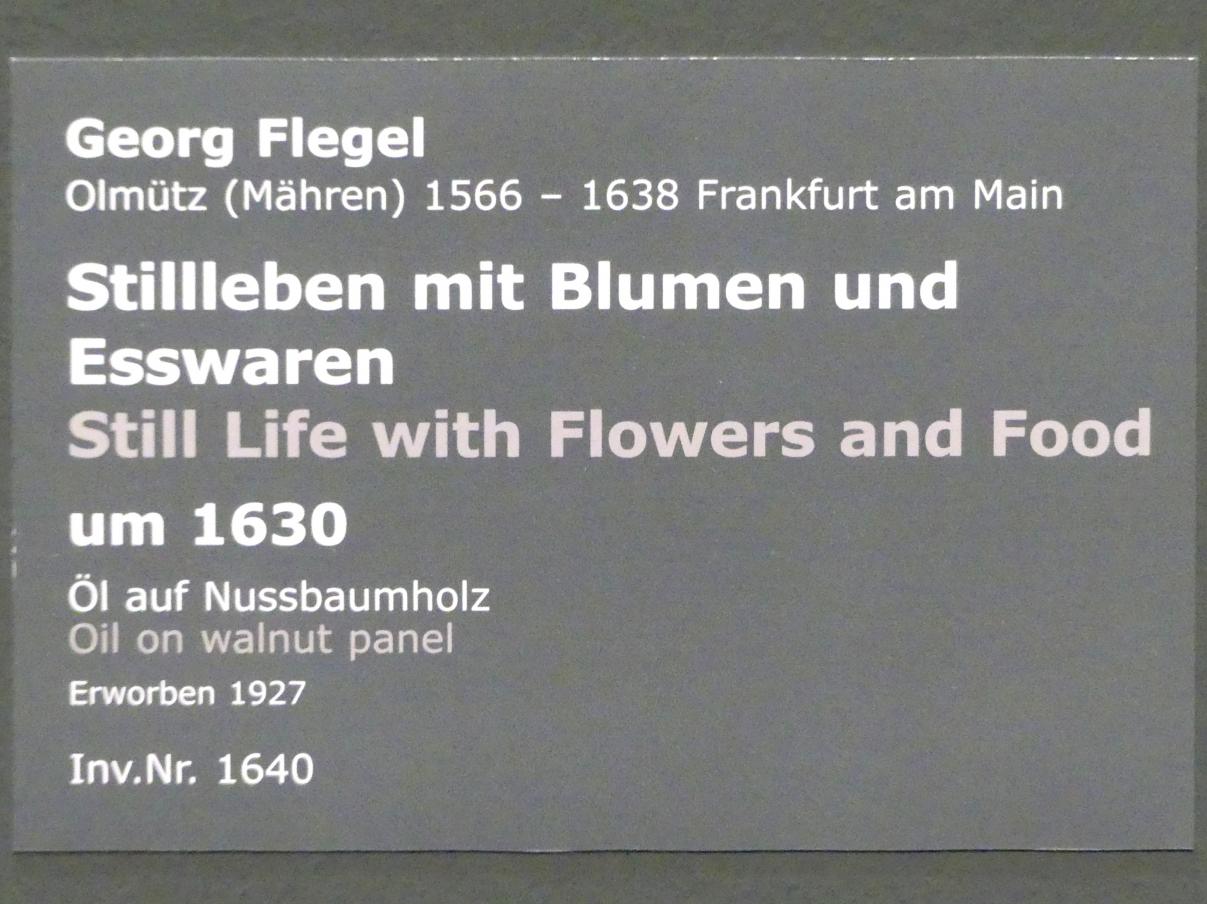 Georg Flegel
Olmütz (Mähren) 1566 – 1638 Frankfurt am Main
Stillleben mit Blumen und
Esswaren
Still Life with Flowers and Food
um 1630
Öl auf Nussbaumholz
Oil on walnut panel
Erworben 1927
Inv.Nr. 1640